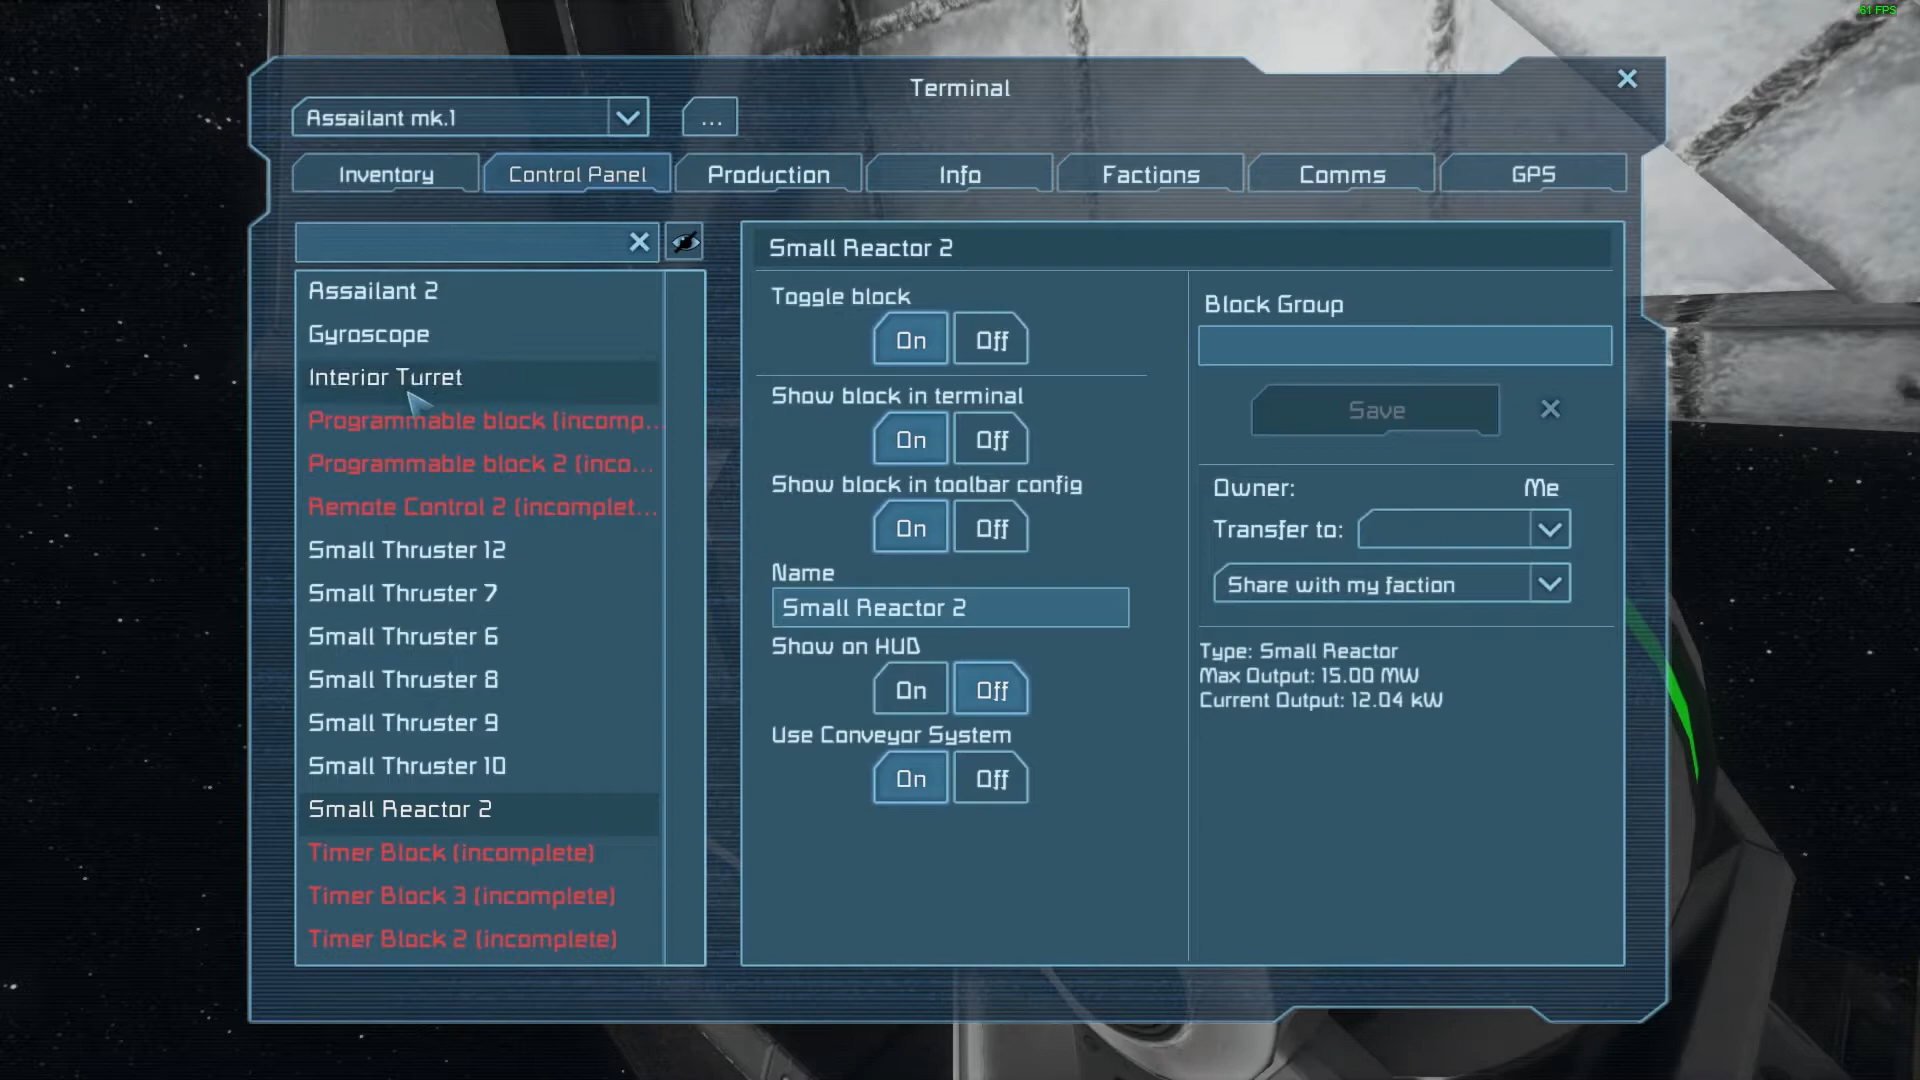 61 FPS
Terminal
Assailant mk.1
...
Inventory
Control Panel
Production
Info
Factions
Comms
GPS
Assailant 2
Gyroscope
Interior Turret
Programmable block (incomp...
Programmable block 2 (inco...
Remote Control 2 (incomplet...
Small Thruster 12
Small Thruster 7
Small Thruster 6
Small Thruster 8
Small Thruster 9
Small Thruster 10
Small Reactor 2
Timer Block (incomplete)
Timer Block 3 (incomplete)
Timer Block 2 (incomplete)
Small Reactor 2
Toggle block
On Off
Show block in terminal
On Off
Show block in toolbar config
On Off
Name
Small Reactor 2
Show on HUD
On Off
Use Conveyor System
On Off
Block Group
Save
Owner: Me
Transfer to:
Share with my faction
Type: Small Reactor
Max Output: 15.00 MW
Current Output: 12.04 kW